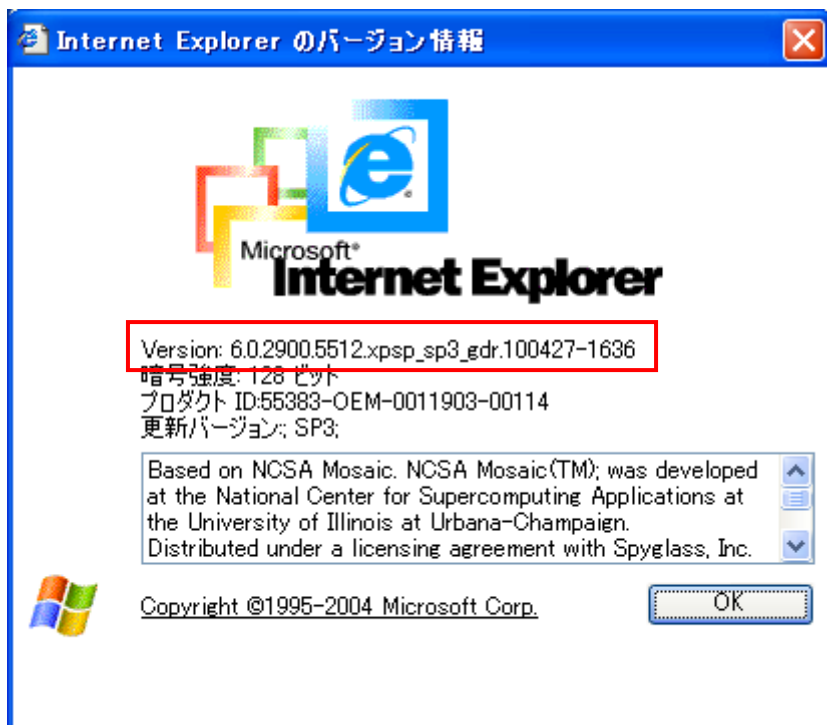 Internet Explorer のバージョン情報
Microsoft®
Internet Explorer
Version: 6.0.2900.5512.xpsp_sp3_gdr.100427-1636
暗号強度: 128 ビット
プロダクト ID:55383-OEM-0011903-00114
更新バージョン:; SP3;
Based on NCSA Mosaic. NCSA Mosaic(TM); was developed
at the National Center for Supercomputing Applications at
the University of Illinois at Urbana-Champaign.
Distributed under a licensing agreement with Spyglass, Inc.
Copyright ©1995-2004 Microsoft Corp.
OK